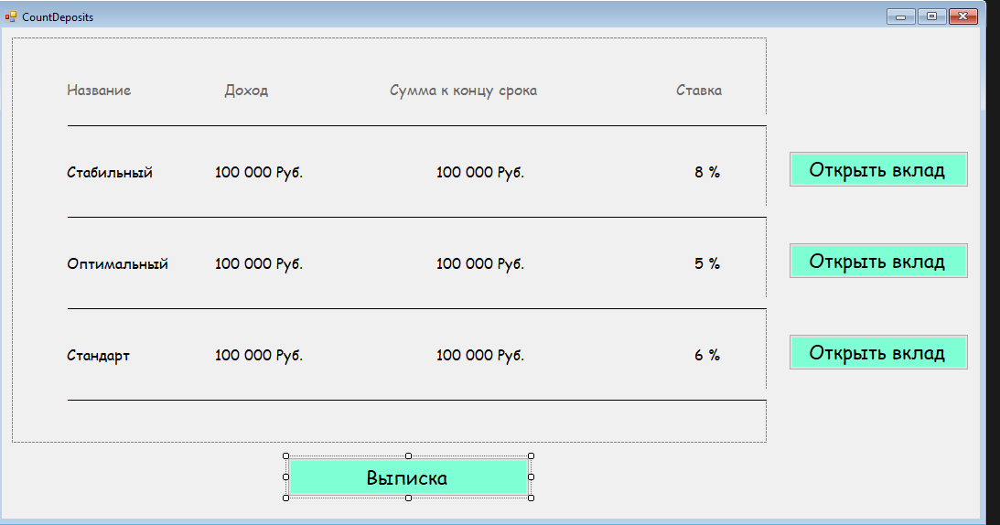 CountDeposits
Название Доход Сумма к концу срока Ставка
Стабильный 100 000 Руб. 100 000 Руб. 8 % Открыть вклад
Оптимальный 100 000 Руб. 100 000 Руб. 5 % Открыть вклад
Стандарт 100 000 Руб. 100 000 Руб. 6 % Открыть вклад
Выписка